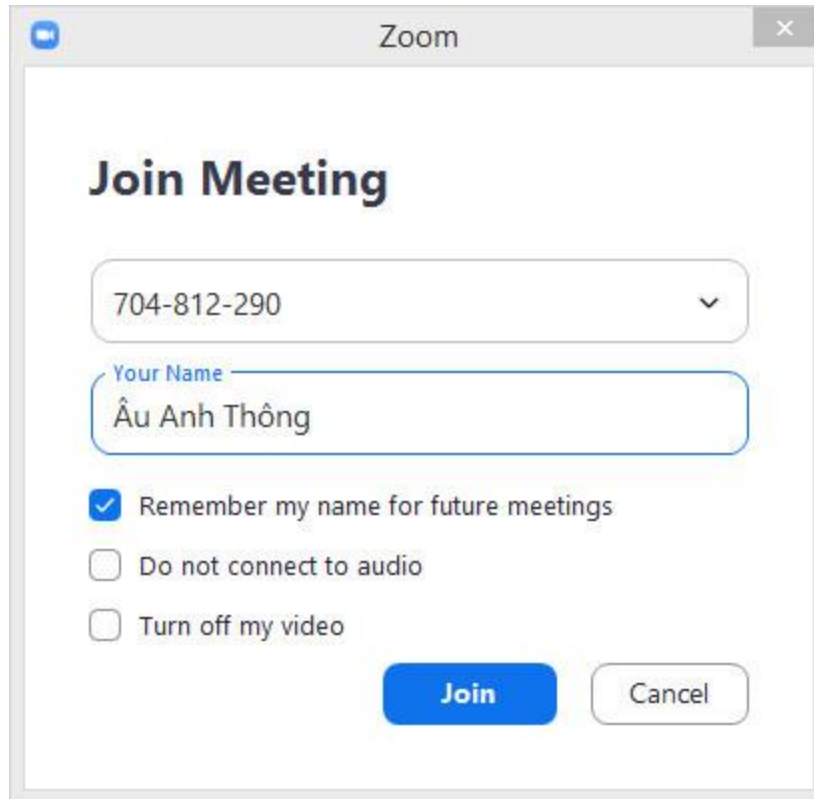 Zoom
Join Meeting
704-812-290
Your Name
Âu Anh Thông
Remember my name for future meetings
Do not connect to audio
Turn off my video
Join Cancel